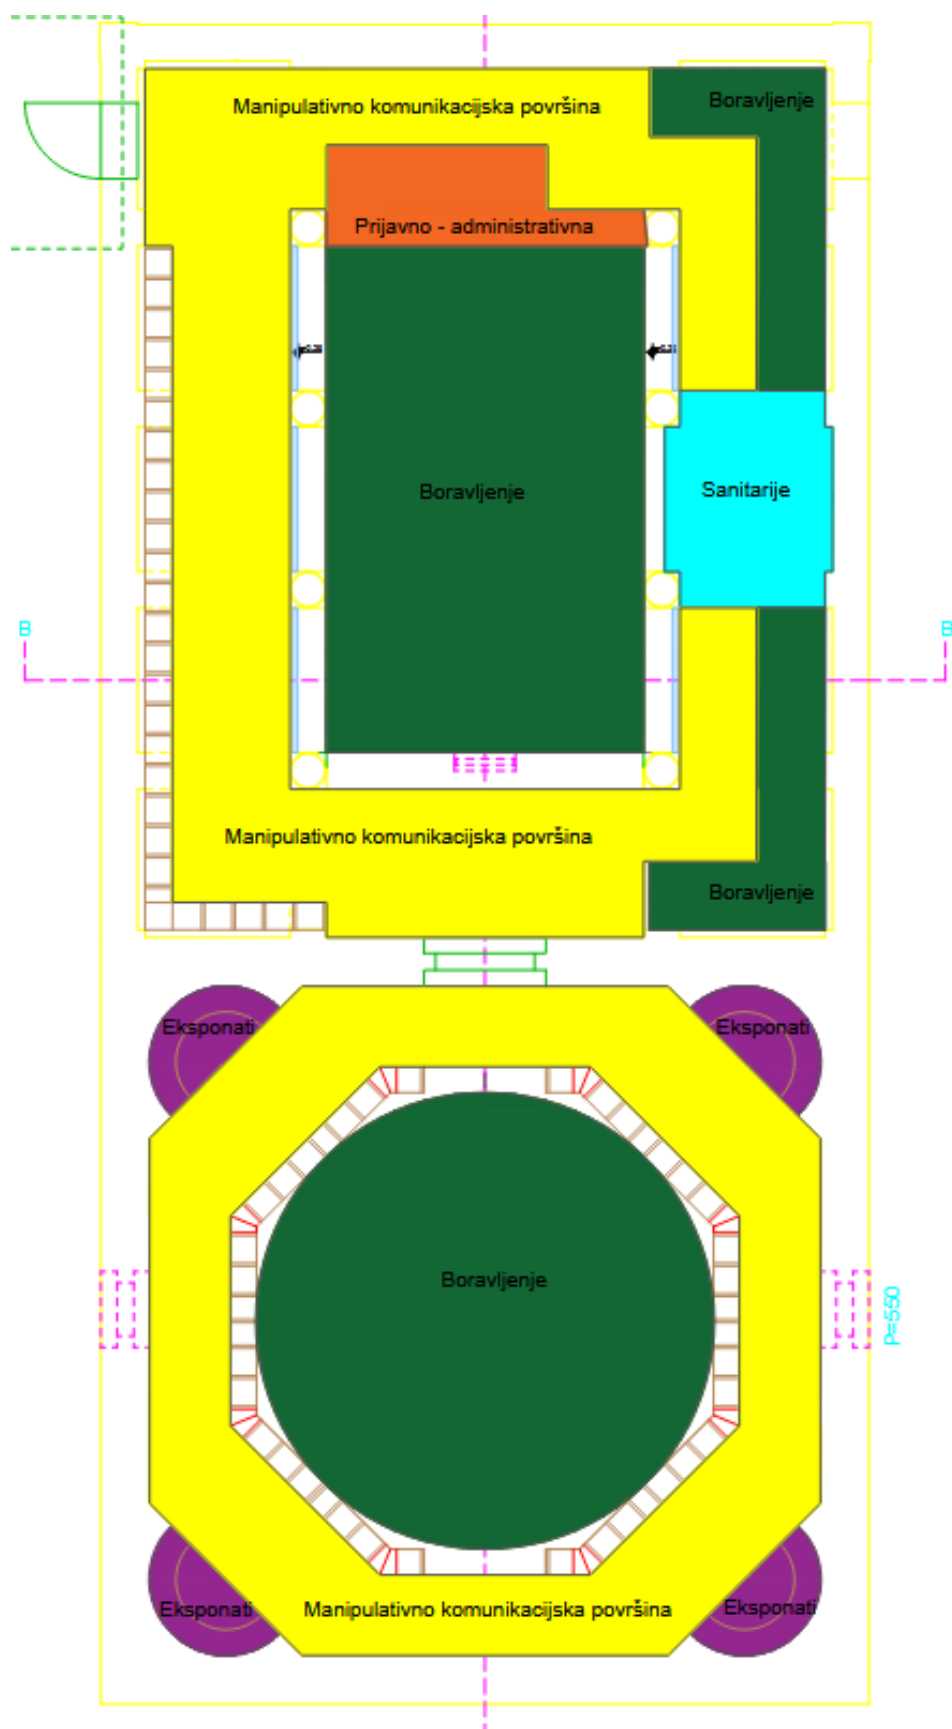 Manipulativno komunikacijska površina
Boravljenje
Prijavno - administrativna
Boravljenje
Sanitarije
B
B
Manipulativno komunikacijska površina
Boravljenje
Eksponati
Eksponati
Boravljenje
P=550
Eksponati
Manipulativno komunikacijska površina
Eksponati